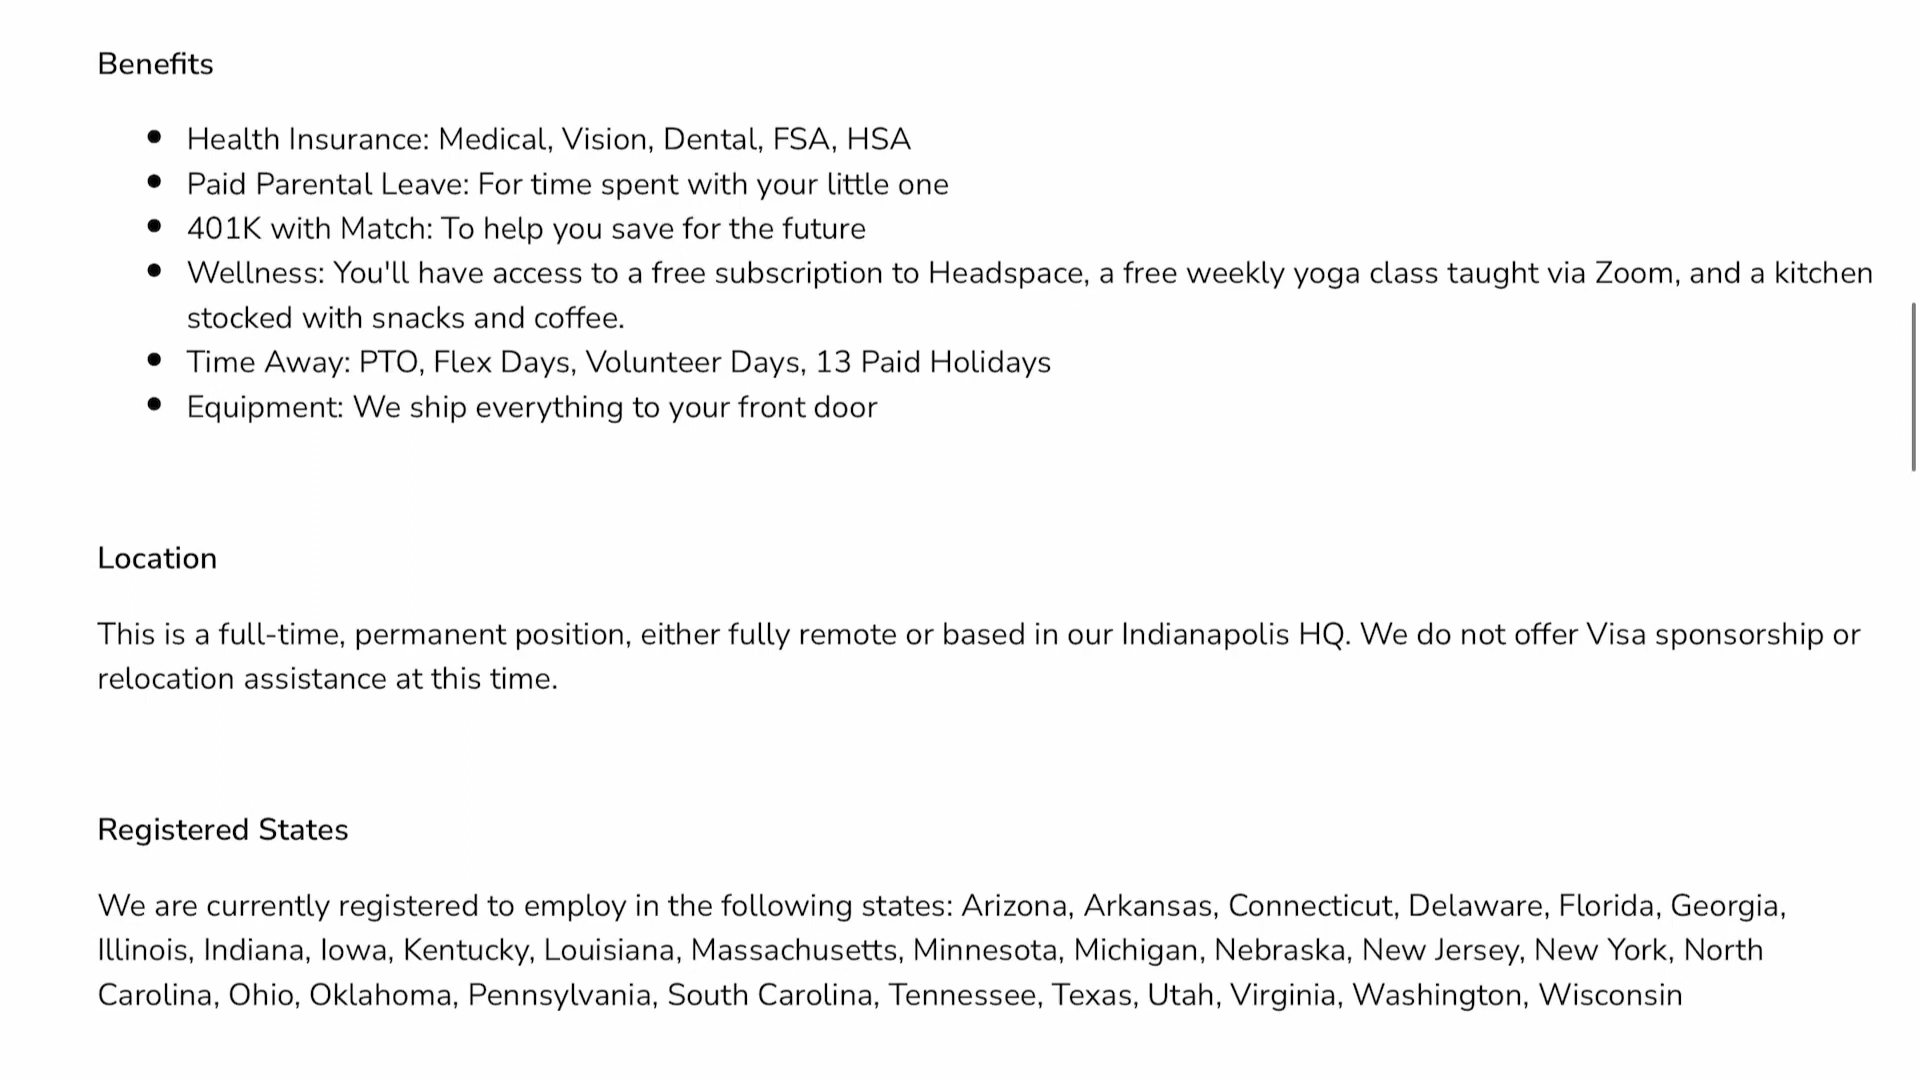 Benefits
Health Insurance: Medical, Vision, Dental, FSA, HSA
Paid Parental Leave: For time spent with your little one
401K with Match: To help you save for the future
Wellness: You'll have access to a free subscription to Headspace, a free weekly yoga class taught via Zoom, and a kitchen
stocked with snacks and coffee.
Time Away: PTO, Flex Days, Volunteer Days, 13 Paid Holidays
Equipment: We ship everything to your front door
Location
This is a full-time, permanent position, either fully remote or based in our Indianapolis HQ. We do not offer Visa sponsorship or
relocation assistance at this time.
Registered States
We are currently registered to employ in the following states: Arizona, Arkansas, Connecticut, Delaware, Florida, Georgia,
Illinois, Indiana, Iowa, Kentucky, Louisiana, Massachusetts, Minnesota, Michigan, Nebraska, New Jersey, New York, North
Carolina, Ohio, Oklahoma, Pennsylvania, South Carolina, Tennessee, Texas, Utah, Virginia, Washington, Wisconsin